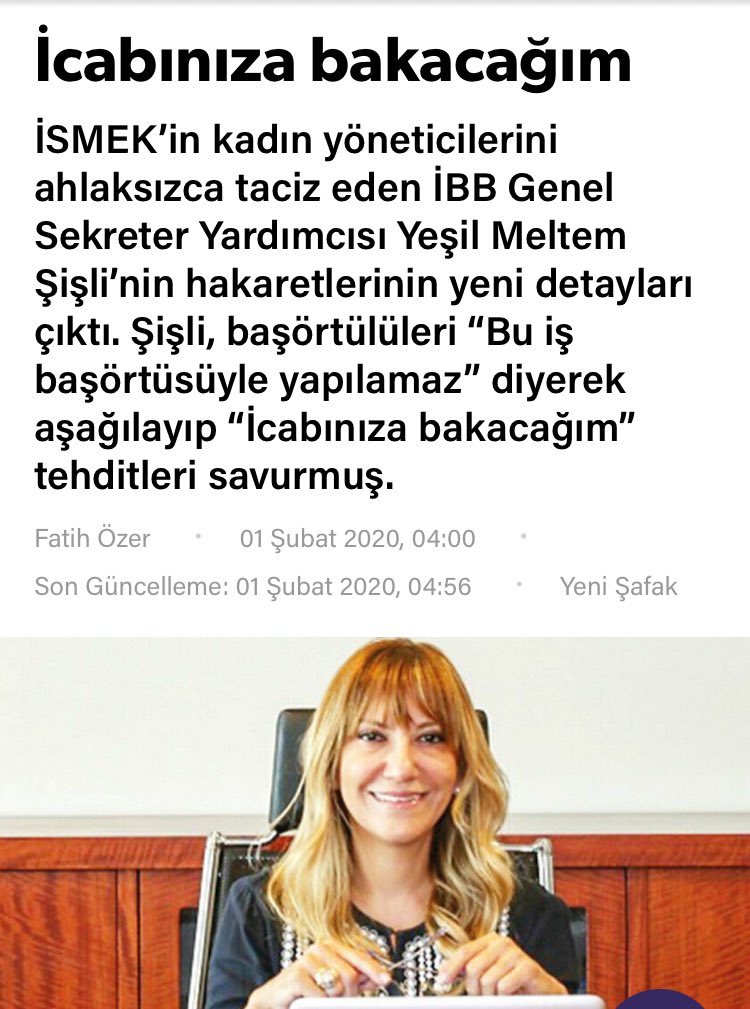 İcabınıza bakacağım
İSMEK’in kadın yöneticilerini
ahlaksızca taciz eden İBB Genel
Sekreter Yardımcısı Yeşil Meltem
Şişli’nin hakaretlerinin yeni detayları
çıktı. Şişli, başörtülüleri “Bu iş
başörtüsüyle yapılamaz” diyerek
aşağılayıp “İcabınıza bakacağım”
tehditleri savurmuş.
Fatih Özer • 01 Şubat 2020, 04:00 •
Son Güncelleme: 01 Şubat 2020, 04:56 • Yeni Şafak